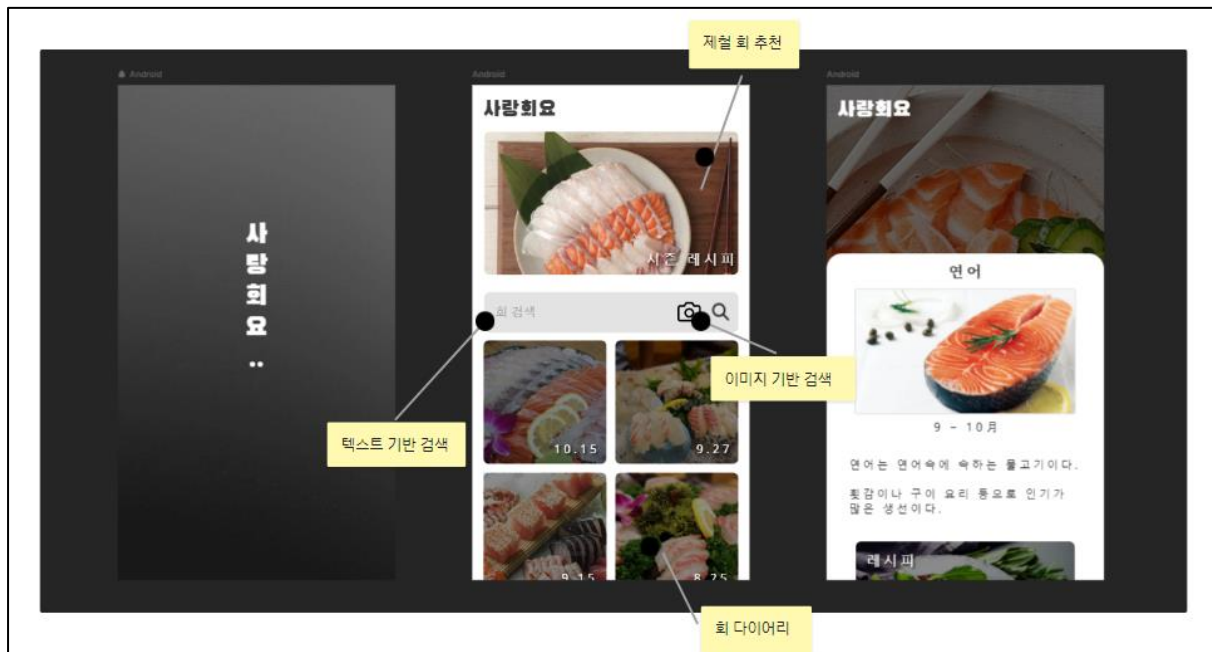 제철 회 추천
Android
Android
Android
사
랑
회
요
..
사랑회요
시즌 레시피
회 검색
이미지 기반 검색
텍스트 기반 검색
10.15
9.27
9.15
8.25
회 다이어리
사랑회요
연어
9 - 10月
연어는 연어속에 속하는 물고기이다.
횟감이나 구이 요리 등으로 인기가
많은 생선이다.
레시피